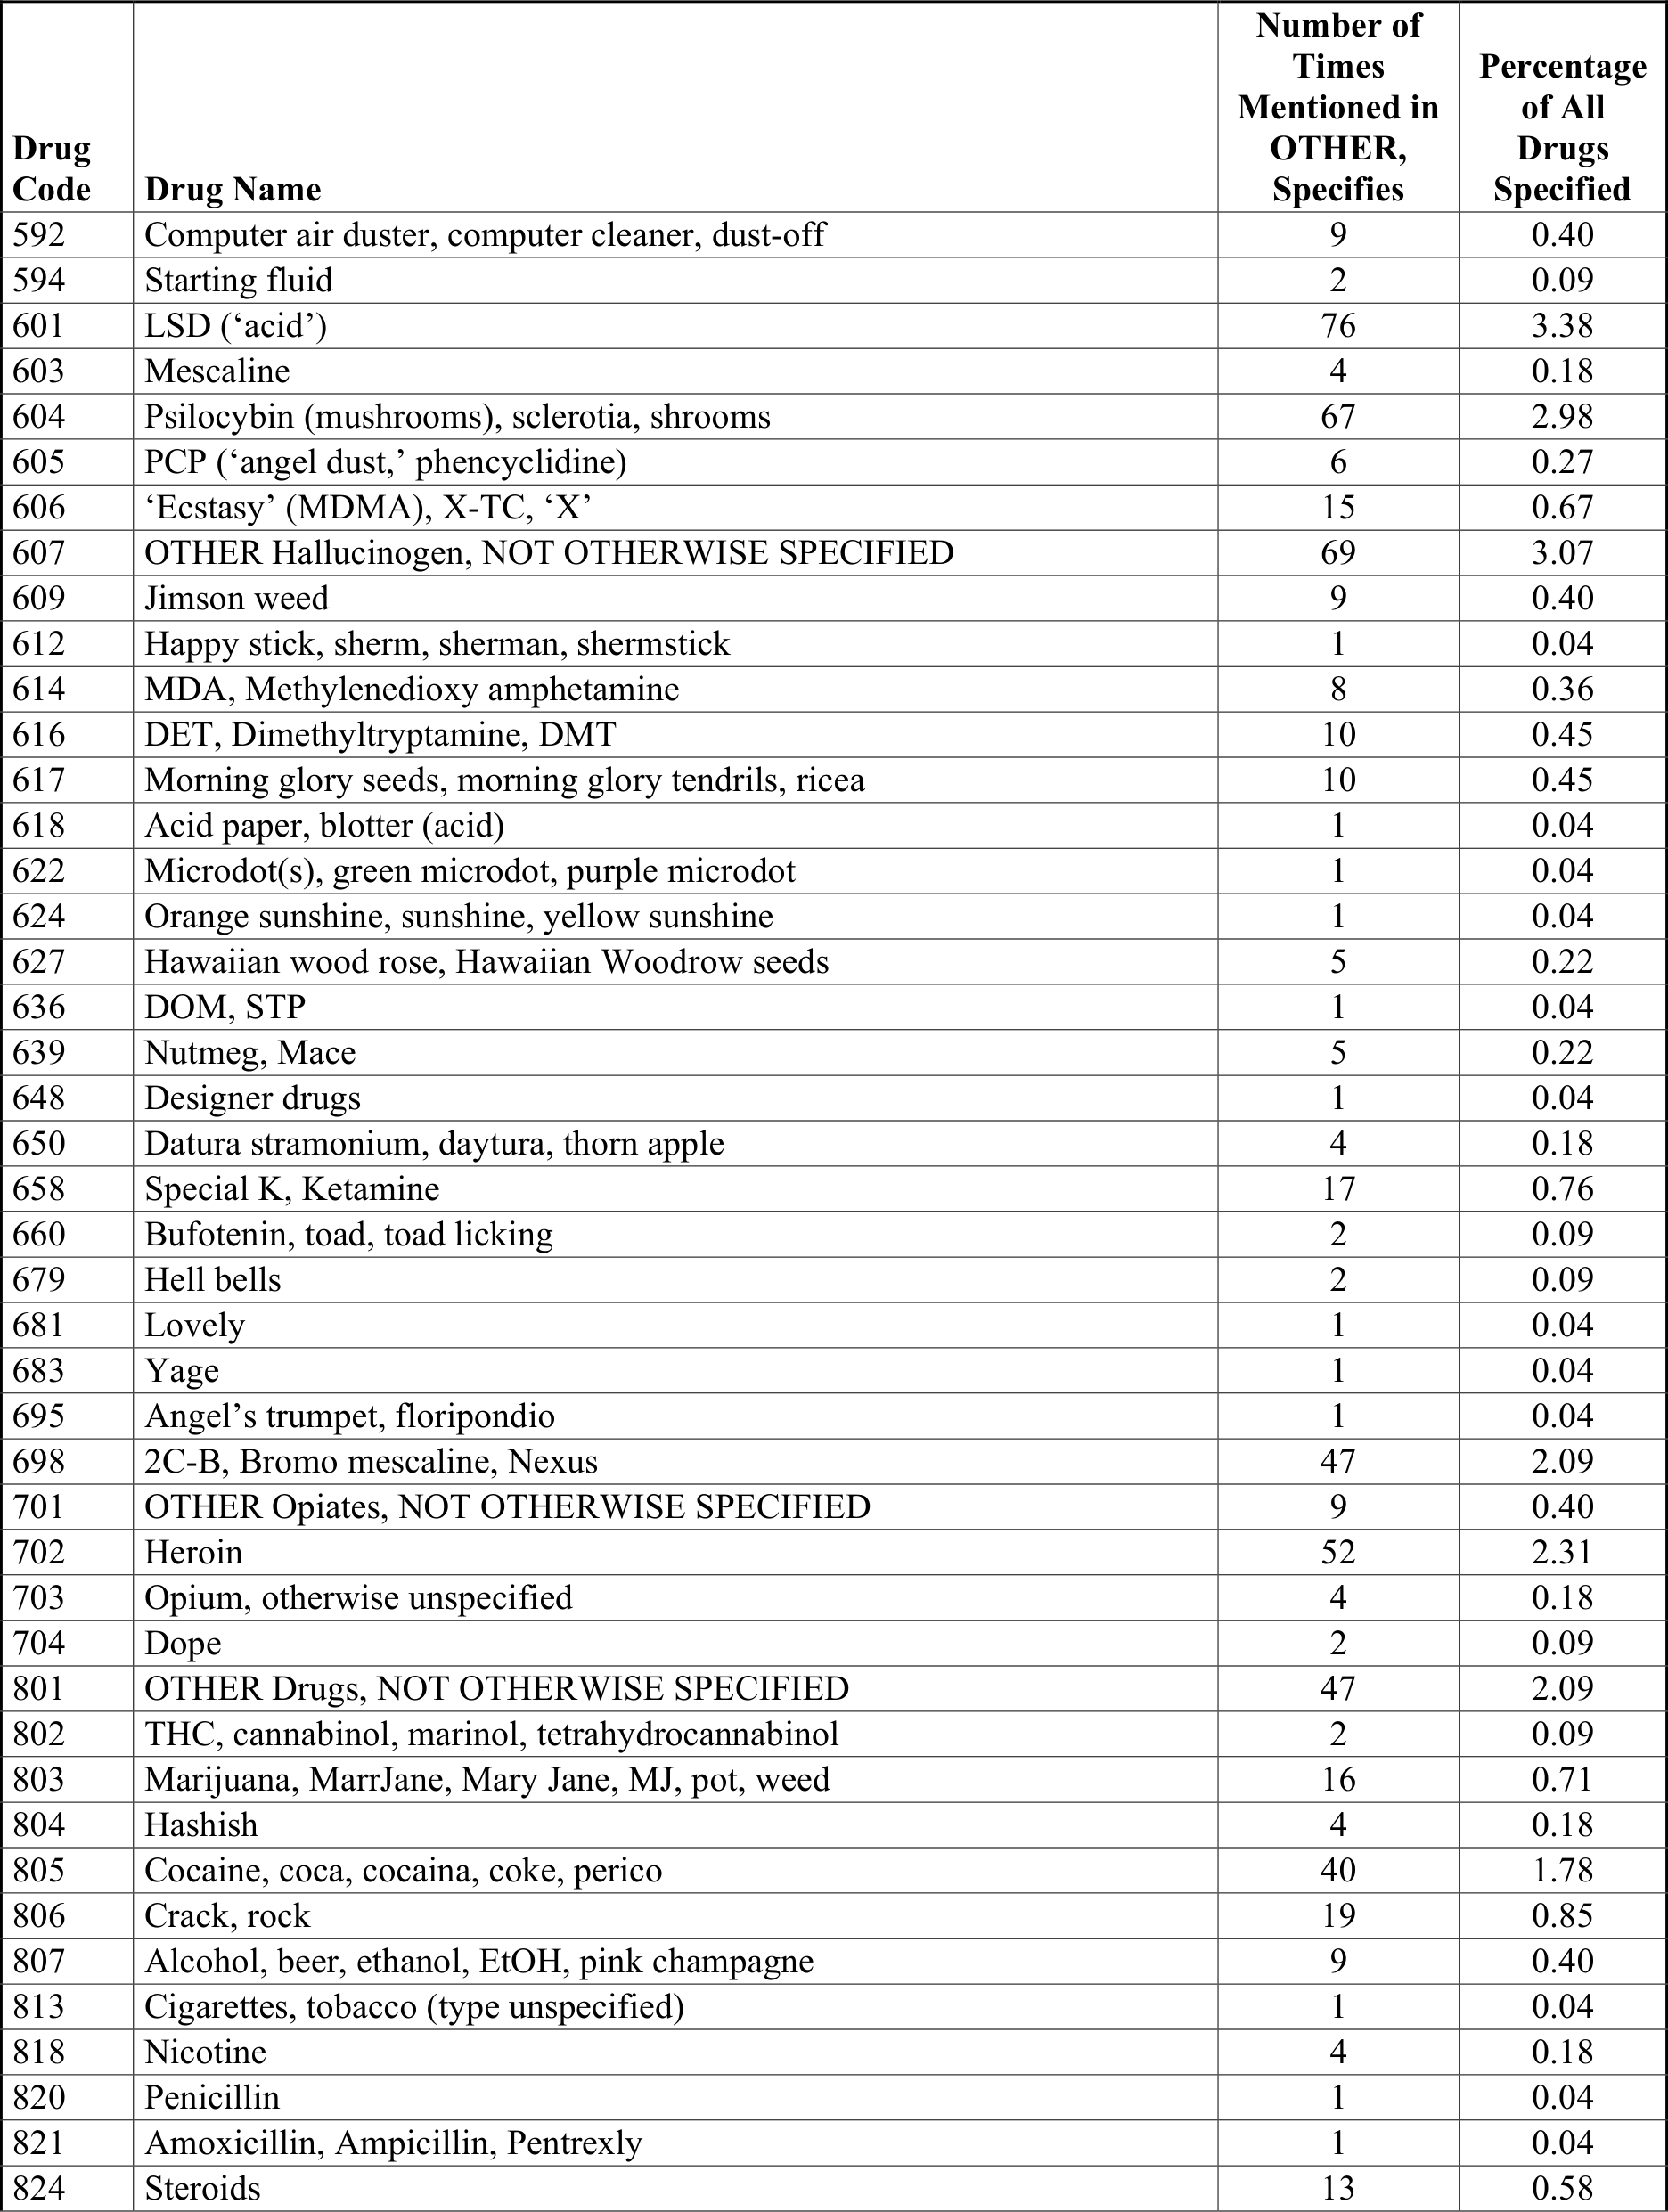 Drug Code Drug Name Number of Times Mentioned in OTHER, Specifies Percentage of All Drugs Specified
592 Computer air duster, computer cleaner, dust-off 9 0.40
594 Starting fluid 2 0.09
601 LSD (‘acid’) 76 3.38
603 Mescaline 4 0.18
604 Psilocybin (mushrooms), sclerotia, shrooms 67 2.98
605 PCP (‘angel dust,’ phencyclidine) 6 0.27
606 ‘Ecstasy’ (MDMA), X-TC, ‘X’ 15 0.67
607 OTHER Hallucinogen, NOT OTHERWISE SPECIFIED 69 3.07
609 Jimson weed 9 0.40
612 Happy stick, sherm, sherman, shermstick 1 0.04
614 MDA, Methylenedioxy amphetamine 8 0.36
616 DET, Dimethyltryptamine, DMT 10 0.45
617 Morning glory seeds, morning glory tendrils, ricea 10 0.45
618 Acid paper, blotter (acid) 1 0.04
622 Microdot(s), green microdot, purple microdot 1 0.04
624 Orange sunshine, sunshine, yellow sunshine 1 0.04
627 Hawaiian wood rose, Hawaiian Woodrow seeds 5 0.22
636 DOM, STP 1 0.04
639 Nutmeg, Mace 5 0.22
648 Designer drugs 1 0.04
650 Datura stramonium, daytura, thorn apple 4 0.18
658 Special K, Ketamine 17 0.76
660 Bufotenin, toad, toad licking 2 0.09
679 Hell bells 2 0.09
681 Lovely 1 0.04
683 Yage 1 0.04
695 Angel’s trumpet, floripondio 1 0.04
698 2C-B, Bromo mescaline, Nexus 47 2.09
701 OTHER Opiates, NOT OTHERWISE SPECIFIED 9 0.40
702 Heroin 52 2.31
703 Opium, otherwise unspecified 4 0.18
704 Dope 2 0.09
801 OTHER Drugs, NOT OTHERWISE SPECIFIED 47 2.09
802 THC, cannabinol, marinol, tetrahydrocannabinol 2 0.09
803 Marijuana, MarrJane, Mary Jane, MJ, pot, weed 16 0.71
804 Hashish 4 0.18
805 Cocaine, coca, cocaina, coke, perico 40 1.78
806 Crack, rock 19 0.85
807 Alcohol, beer, ethanol, EtOH, pink champagne 9 0.40
813 Cigarettes, tobacco (type unspecified) 1 0.04
818 Nicotine 4 0.18
820 Penicillin 1 0.04
821 Amoxicillin, Ampicillin, Pentrexly 1 0.04
824 Steroids 13 0.58